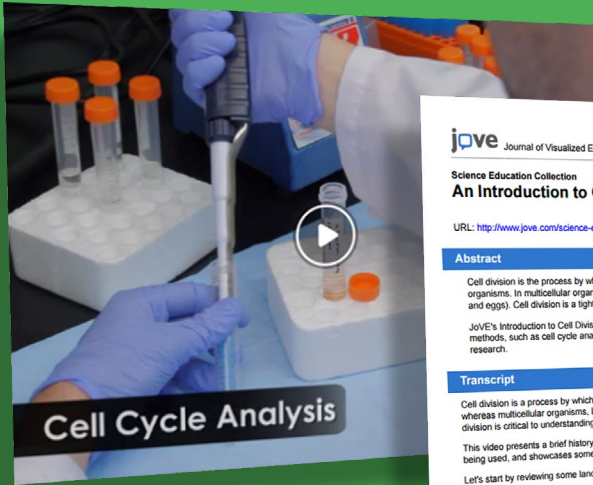 Cell Cycle Analysis
jove Journal of Visualized E
Science Education Collection
An Introduction to
URL: http://www.jove.com/science-e
Abstract
Cell division is the process by wh
organisms. In multicellular organ
and eggs). Cell division is a tight
JoVE's Introduction to Cell Divis
methods, such as cell cycle ana
research.
Transcript
Cell division is a process by which
whereas multicellular organisms, l
division is critical to understanding
This video presents a brief history
being used, and showcases some
Let's start by reviewing some lanc